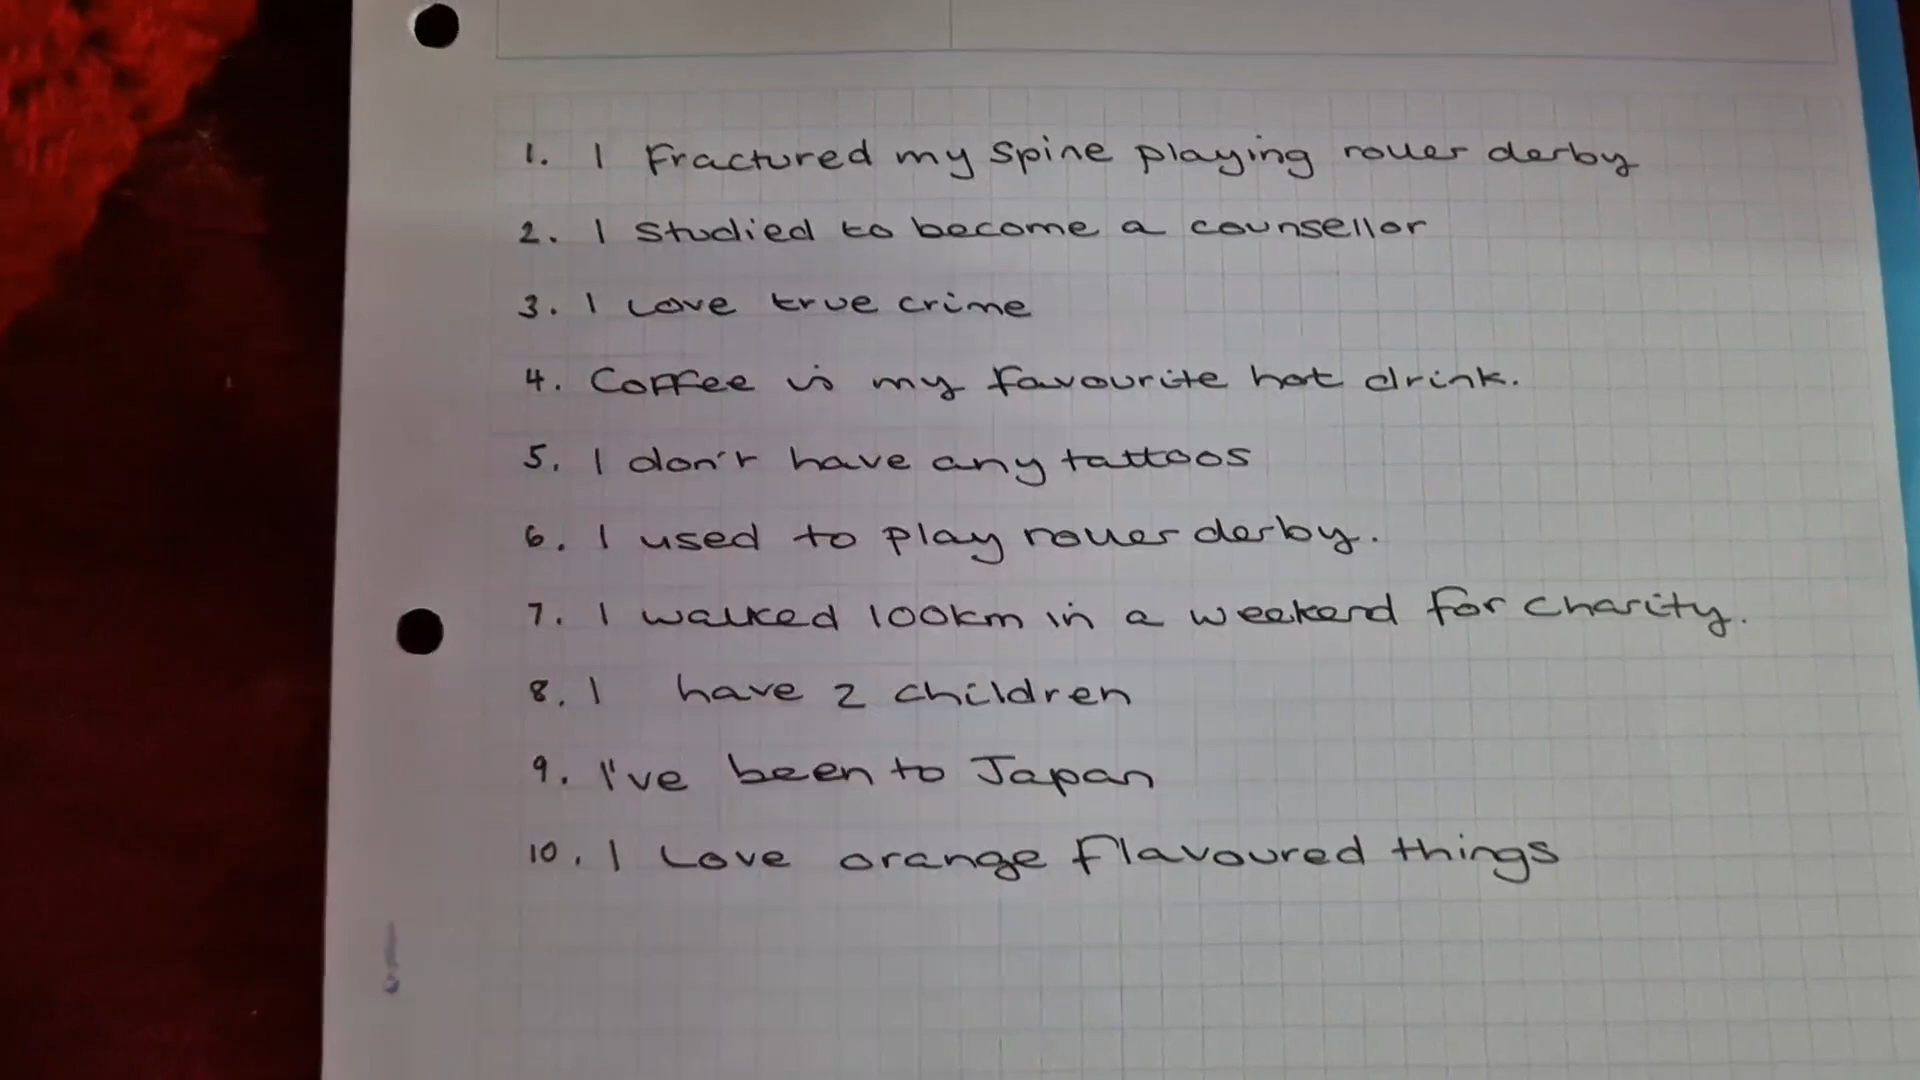 1. I Fractured my spine playing roller derby
2. I studied to become a counsellor
3. I love true crime
4. Coffee is my favourite hot drink.
5. I don't have any tattoos
6. I used to play roller derby.
7. I walked 100km in a weekend for charity.
8. I have 2 children
9. I've been to Japan
10. I love orange flavoured things